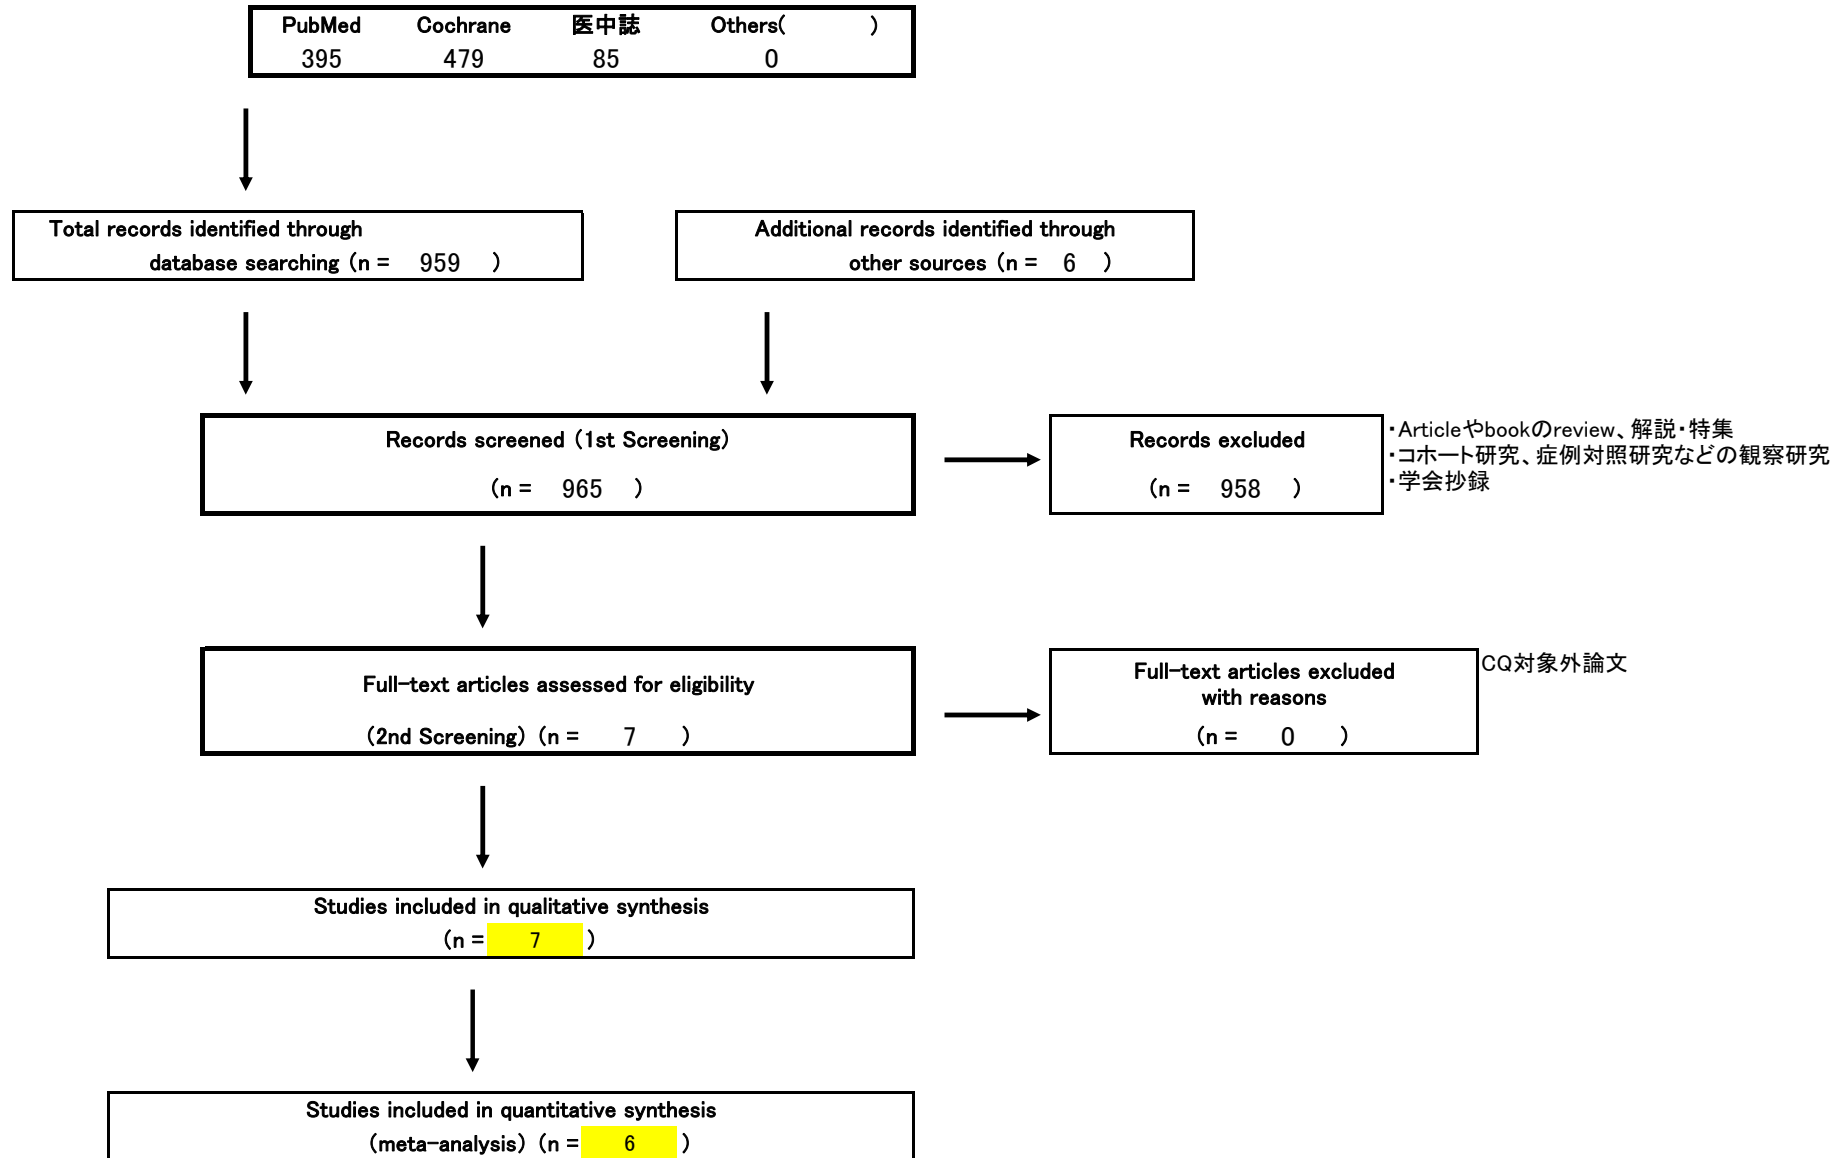 PubMed Cochrane 医中誌 Others( )
395 479 85 0
Total records identified through
database searching (n = 959 )
Additional records identified through
other sources (n = 6 )
Records screened (1st Screening)
(n = 965 )
Records excluded
(n = 958 )
・Articleやbookのreview、解説・特集
・コホート研究、症例対照研究などの観察研究
・学会抄録
Full-text articles assessed for eligibility
(2nd Screening) (n = 7 )
Full-text articles excluded
with reasons
(n = 0 )
CQ対象外論文
Studies included in qualitative synthesis
(n = 7 )
Studies included in quantitative synthesis
(meta-analysis) (n = 6 )